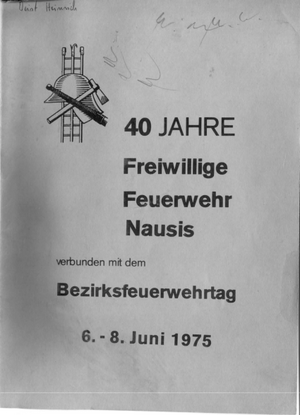 40 JAHRE
Freiwillige
Feuerwehr
Nausis
verbunden mit dem
Bezirksfeuerwehrtag
6. - 8. Juni 1975